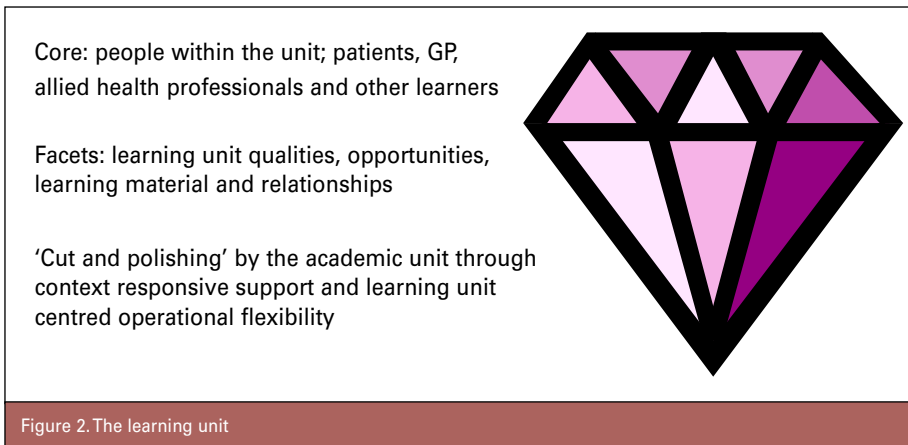 Core: people within the unit; patients, GP,
allied health professionals and other learners
Facets: learning unit qualities, opportunities,
learning material and relationships
‘Cut and polishing’ by the academic unit through
context responsive support and learning unit
centred operational flexibility
Figure 2. The learning unit